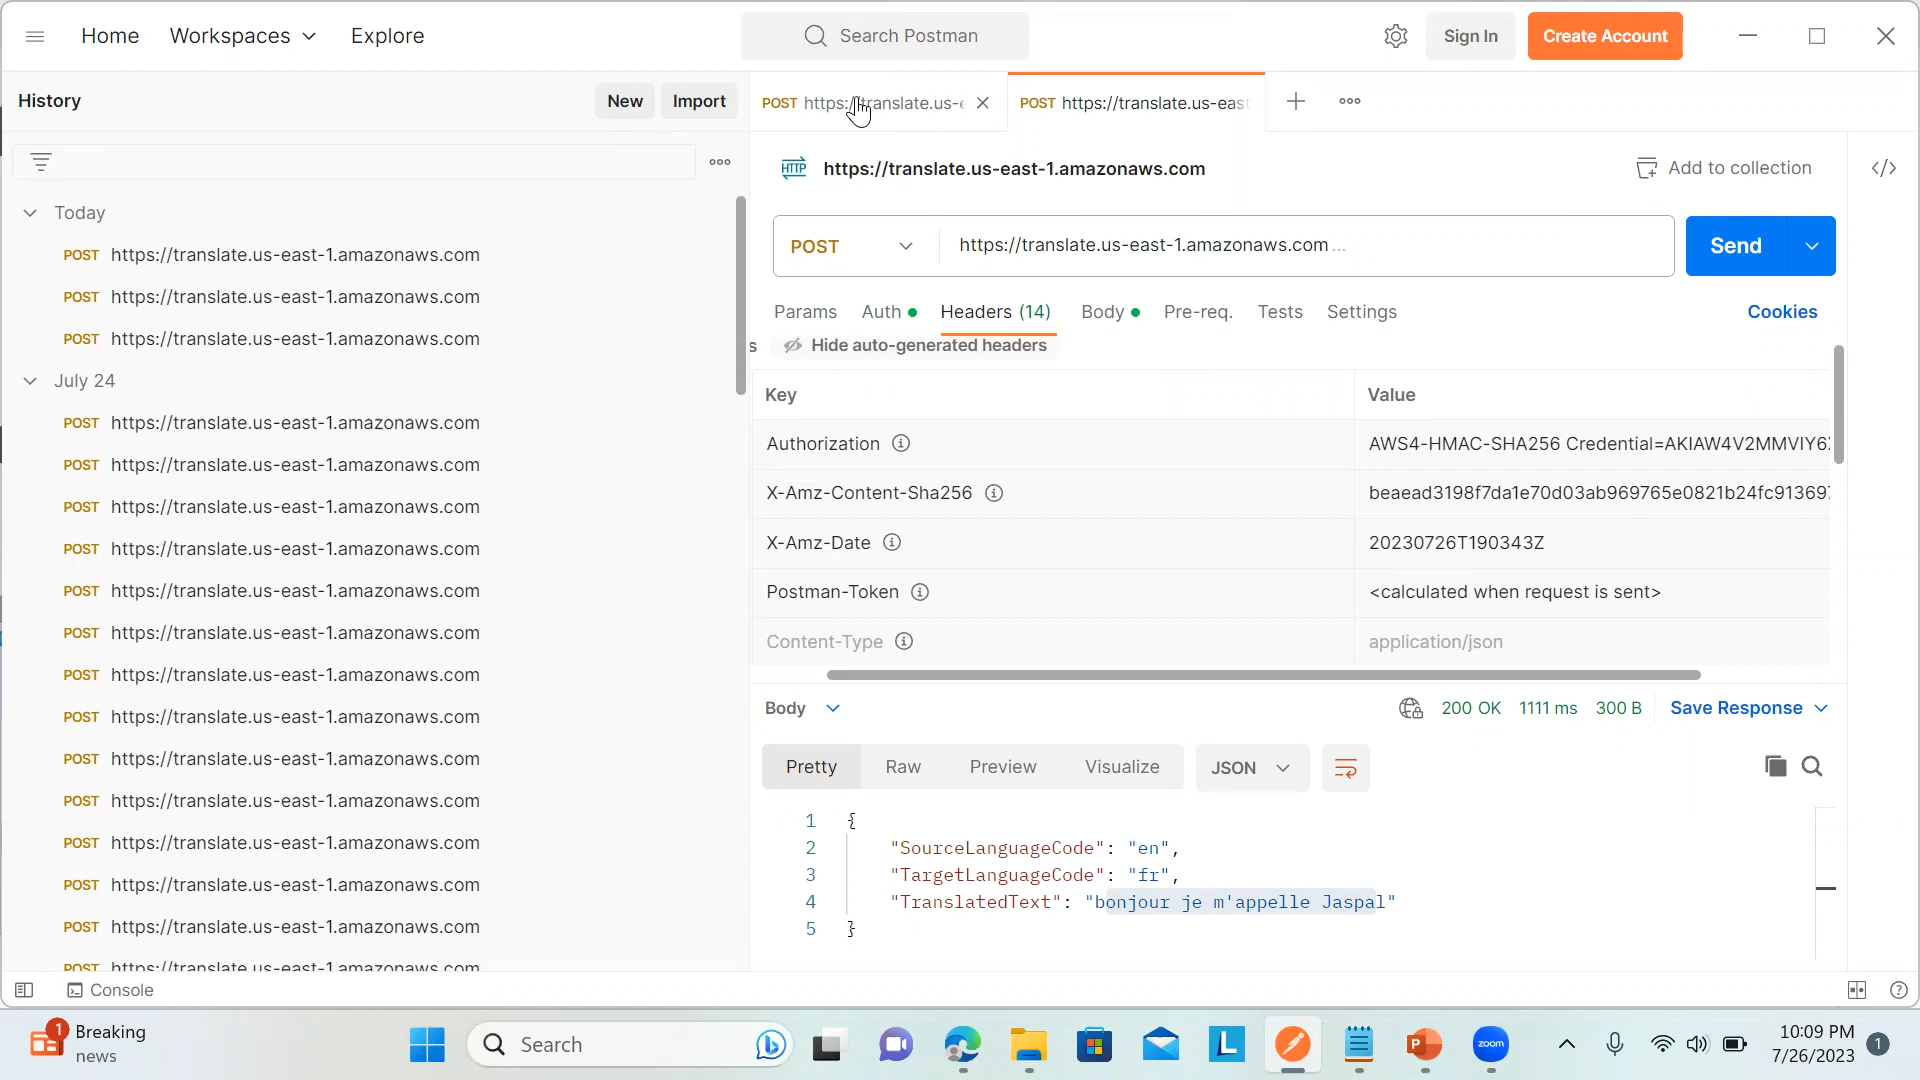 Home Workspaces Explore Search Postman Sign In Create Account
History New Import
POST https://translate.us-e POST https://translate.us-east
HTTP https://translate.us-east-1.amazonaws.com Add to collection </>
Today
POST https://translate.us-east-1.amazonaws.com
POST https://translate.us-east-1.amazonaws.com
POST https://translate.us-east-1.amazonaws.com
July 24
POST https://translate.us-east-1.amazonaws.com
POST https://translate.us-east-1.amazonaws.com
POST https://translate.us-east-1.amazonaws.com
POST https://translate.us-east-1.amazonaws.com
POST https://translate.us-east-1.amazonaws.com
POST https://translate.us-east-1.amazonaws.com
POST https://translate.us-east-1.amazonaws.com
POST https://translate.us-east-1.amazonaws.com
POST https://translate.us-east-1.amazonaws.com
POST https://translate.us-east-1.amazonaws.com
POST https://translate.us-east-1.amazonaws.com
POST https://translate.us-east-1.amazonaws.com
POST https://translate.us-east-1.amazonaws.com
POST https://translate.us-east-1.amazonaws.com
POST https://translate.us-east-1.amazonaws.com ... Send
Params Auth Headers (14) Body Pre-req. Tests Settings Cookies
s Hide auto-generated headers
Key Value
Authorization AWS4-HMAC-SHA256 Credential=AKIAW4V2MMVIY6
X-Amz-Content-Sha256 beaead3198f7da1e70d03ab969765e0821b24fc913697
X-Amz-Date 20230726T190343Z
Postman-Token <calculated when request is sent>
Content-Type application/json
Body 200 OK 1111 ms 300 B Save Response
Pretty Raw Preview Visualize JSON
1 {
2 "SourceLanguageCode": "en",
3 "TargetLanguageCode": "fr",
4 "TranslatedText": "bonjour je m'appelle Jaspal"
5 }
Console
1 Breaking
news
Search
L P zoom
10:09 PM
7/26/2023 1